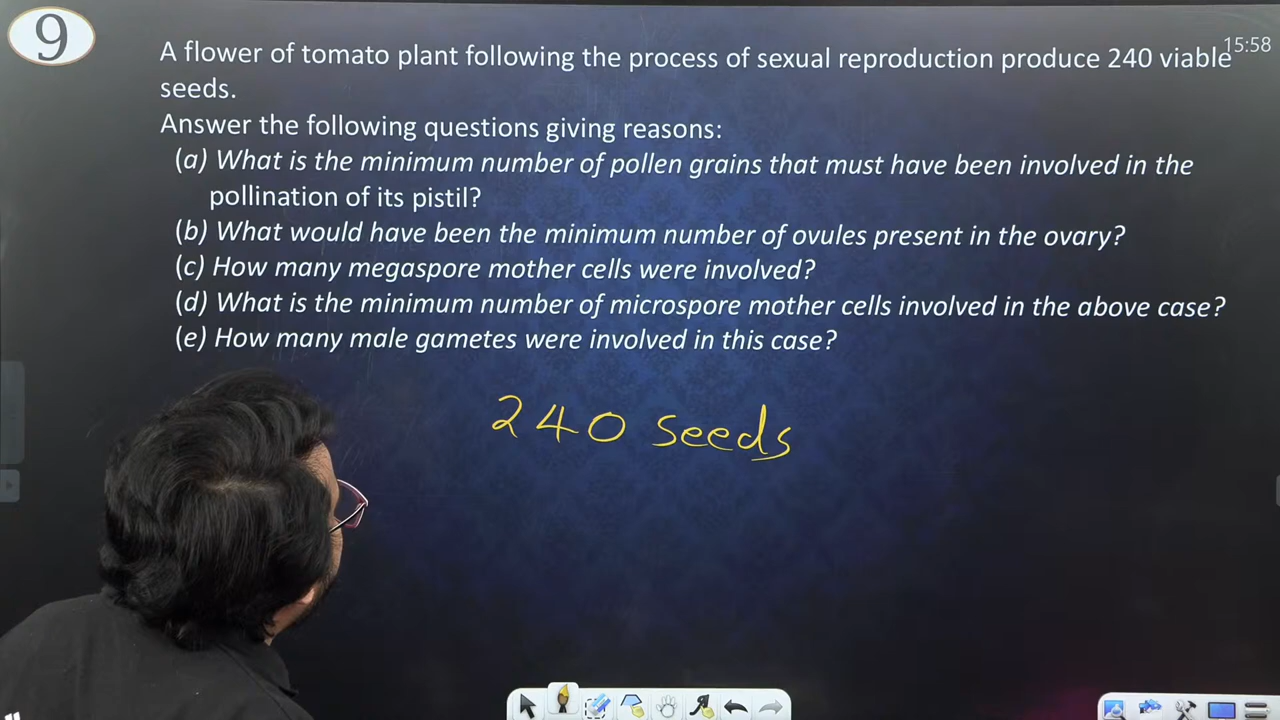 9
15:58
A flower of tomato plant following the process of sexual reproduction produce 240 viable
seeds.
Answer the following questions giving reasons:
(a) What is the minimum number of pollen grains that must have been involved in the
pollination of its pistil?
(b) What would have been the minimum number of ovules present in the ovary?
(c) How many megaspore mother cells were involved?
(d) What is the minimum number of microspore mother cells involved in the above case?
(e) How many male gametes were involved in this case?
240 seeds